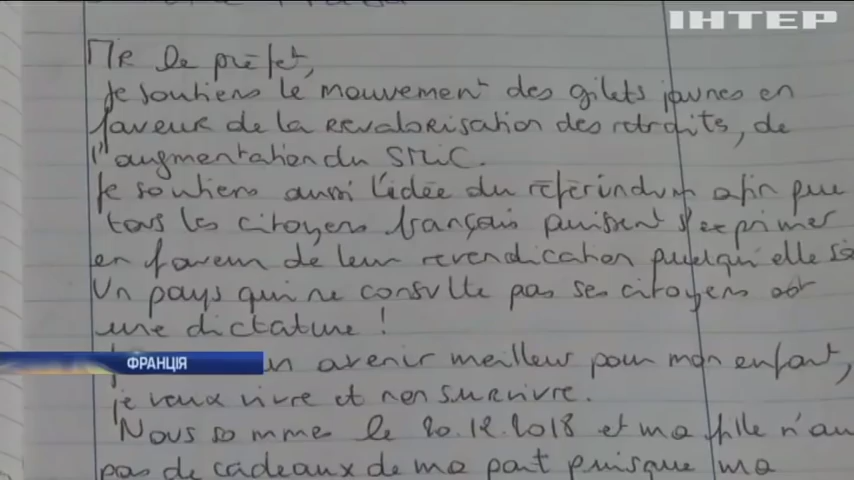 ІНТЕР
Mr le préfet,
Je soutiens le mouvement des gilets jaunes en
faveur de la revalorisation des retraits, de
l'augmentation du SMIC.
Je soutiens aussi l'idée du référundum afin que
tous les citoyens français puissent s'exprimer
en faveur de leur revendication quelqu'elle soi
Un pays qui ne consulte pas ses citoyens est
une dictature !
ФРАНЦІЯ
un avenir meilleur pour mon enfant,
je veux vivre et non survivre.
Nous sommes le 20.12.2018 et ma fille n'au
pas de cadeaux de ma part puisque ma